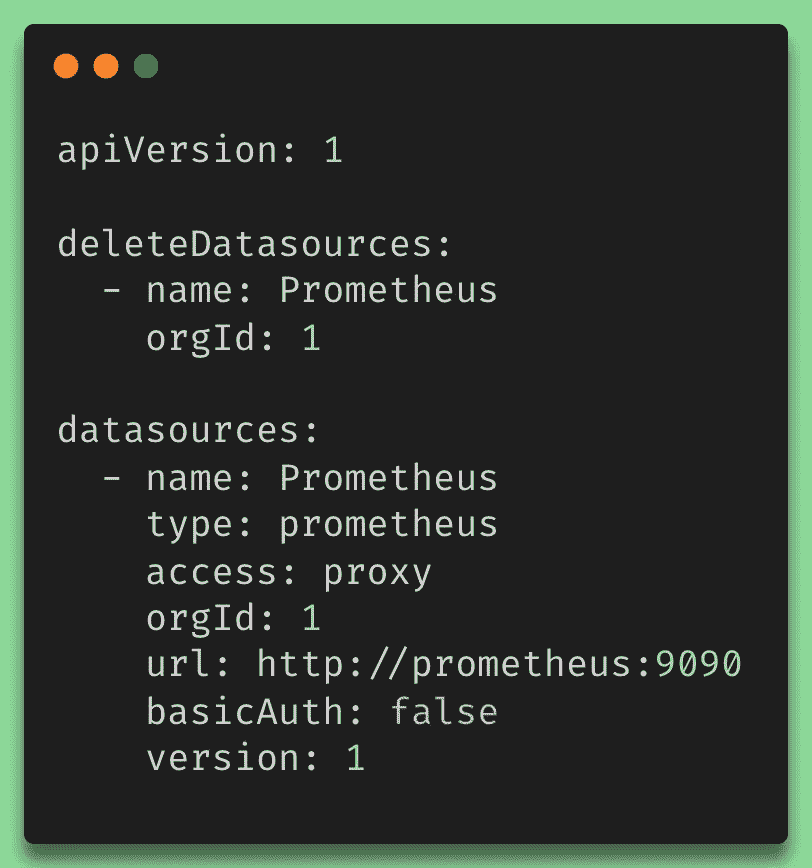 apiVersion: 1

deleteDatasources:
  - name: Prometheus
    orgId: 1

datasources:
  - name: Prometheus
    type: prometheus
    access: proxy
    orgId: 1
    url: http://prometheus:9090
    basicAuth: false
    version: 1